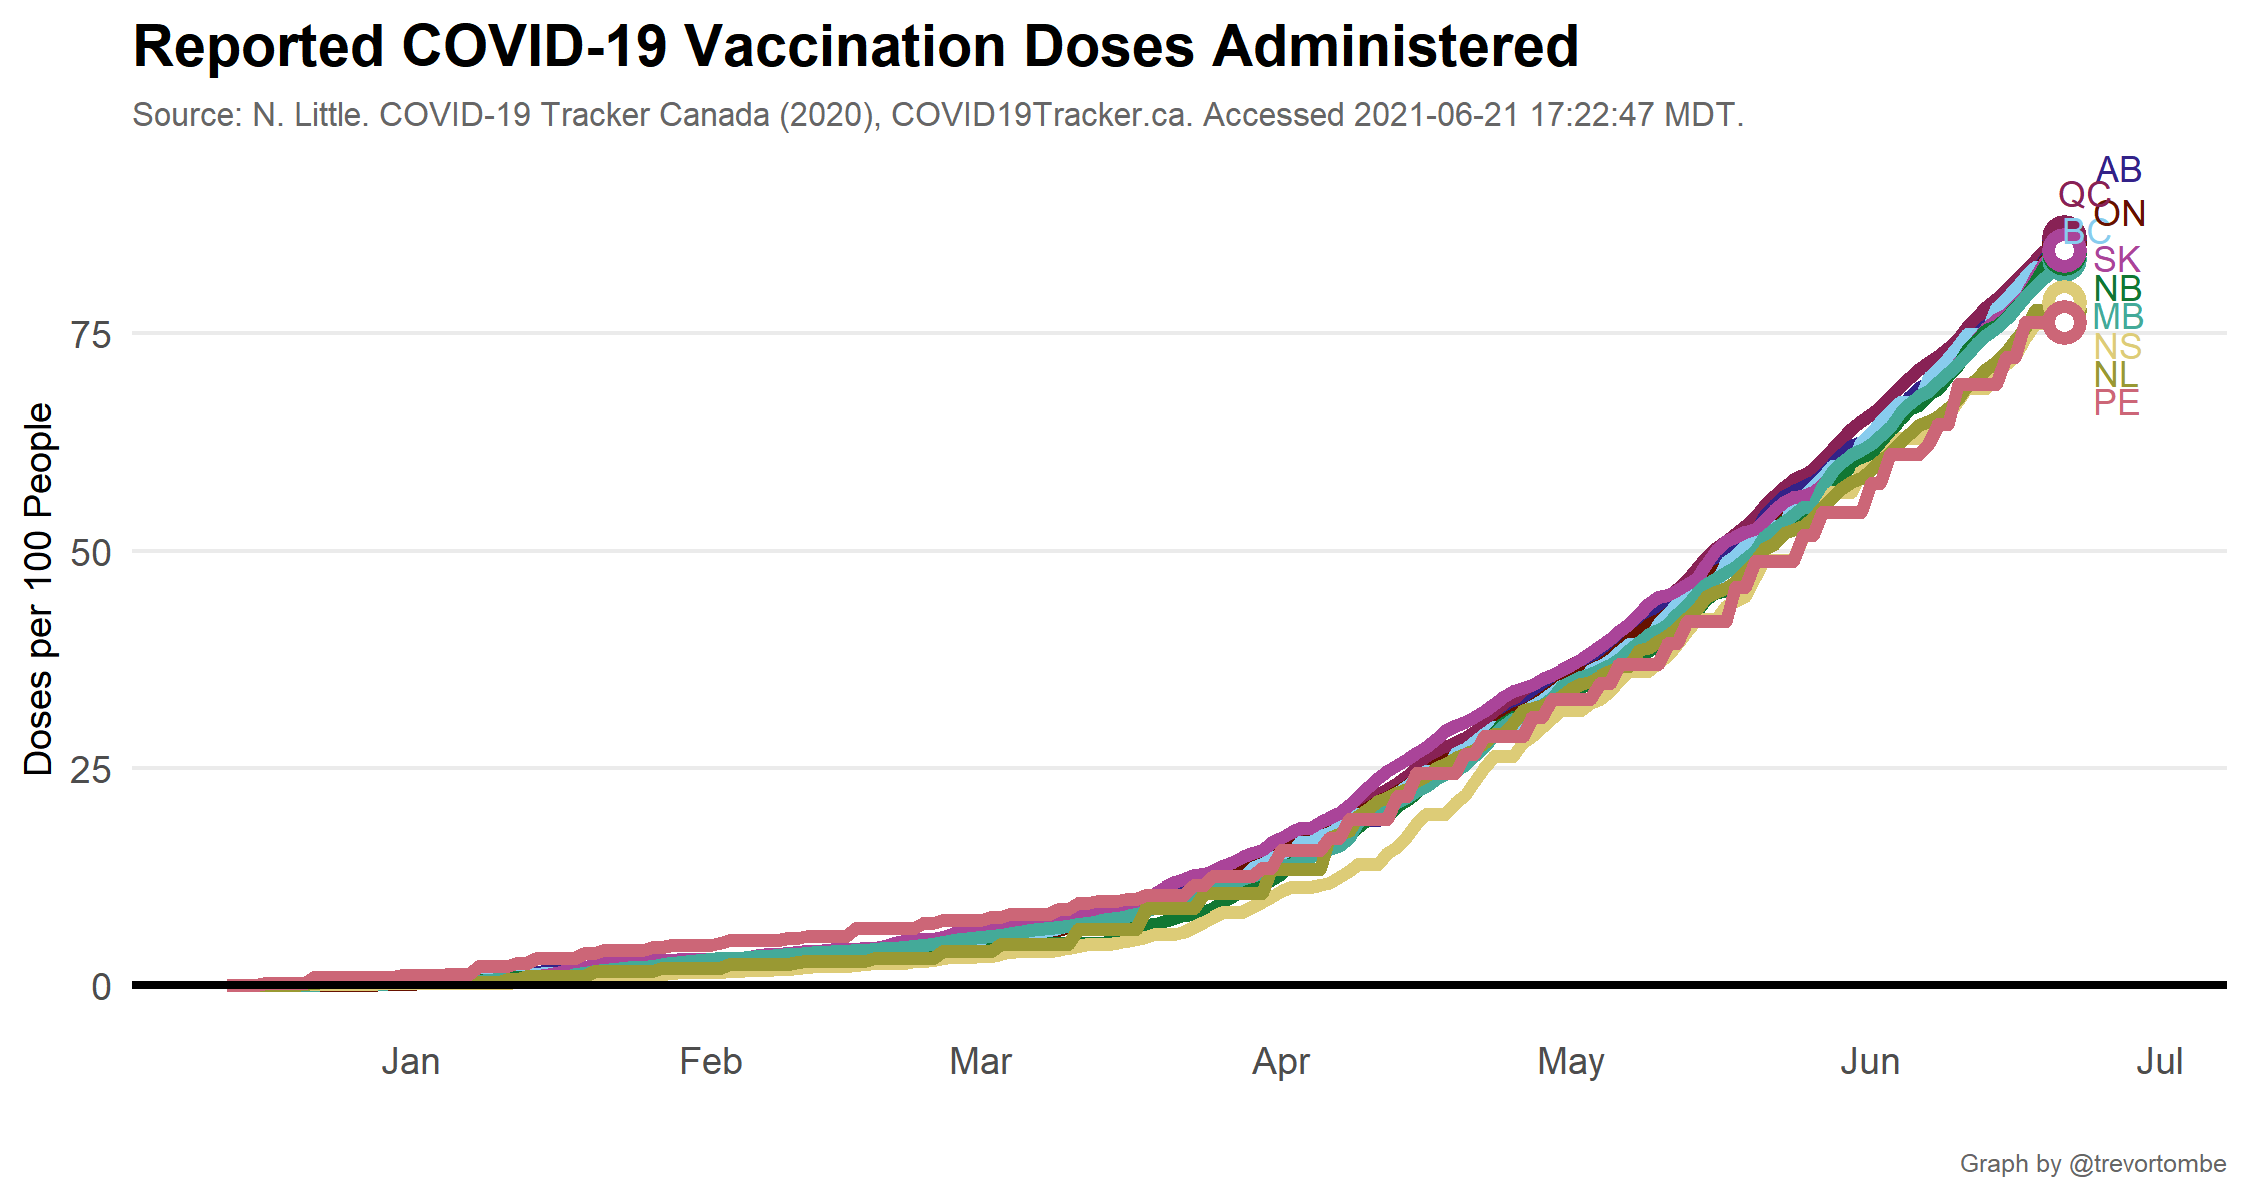 Reported COVID-19 Vaccination Doses Administered
Source: N. Little. COVID-19 Tracker Canada (2020), COVID19Tracker.ca. Accessed 2021-06-21 17:22:47 MDT.
AB
QC
ON
BC
SK
NB
MB
NS
NL
PE
75
50
25
0
Doses per 100 People
Jan Feb Mar Apr May Jun Jul
Graph by @trevortombe